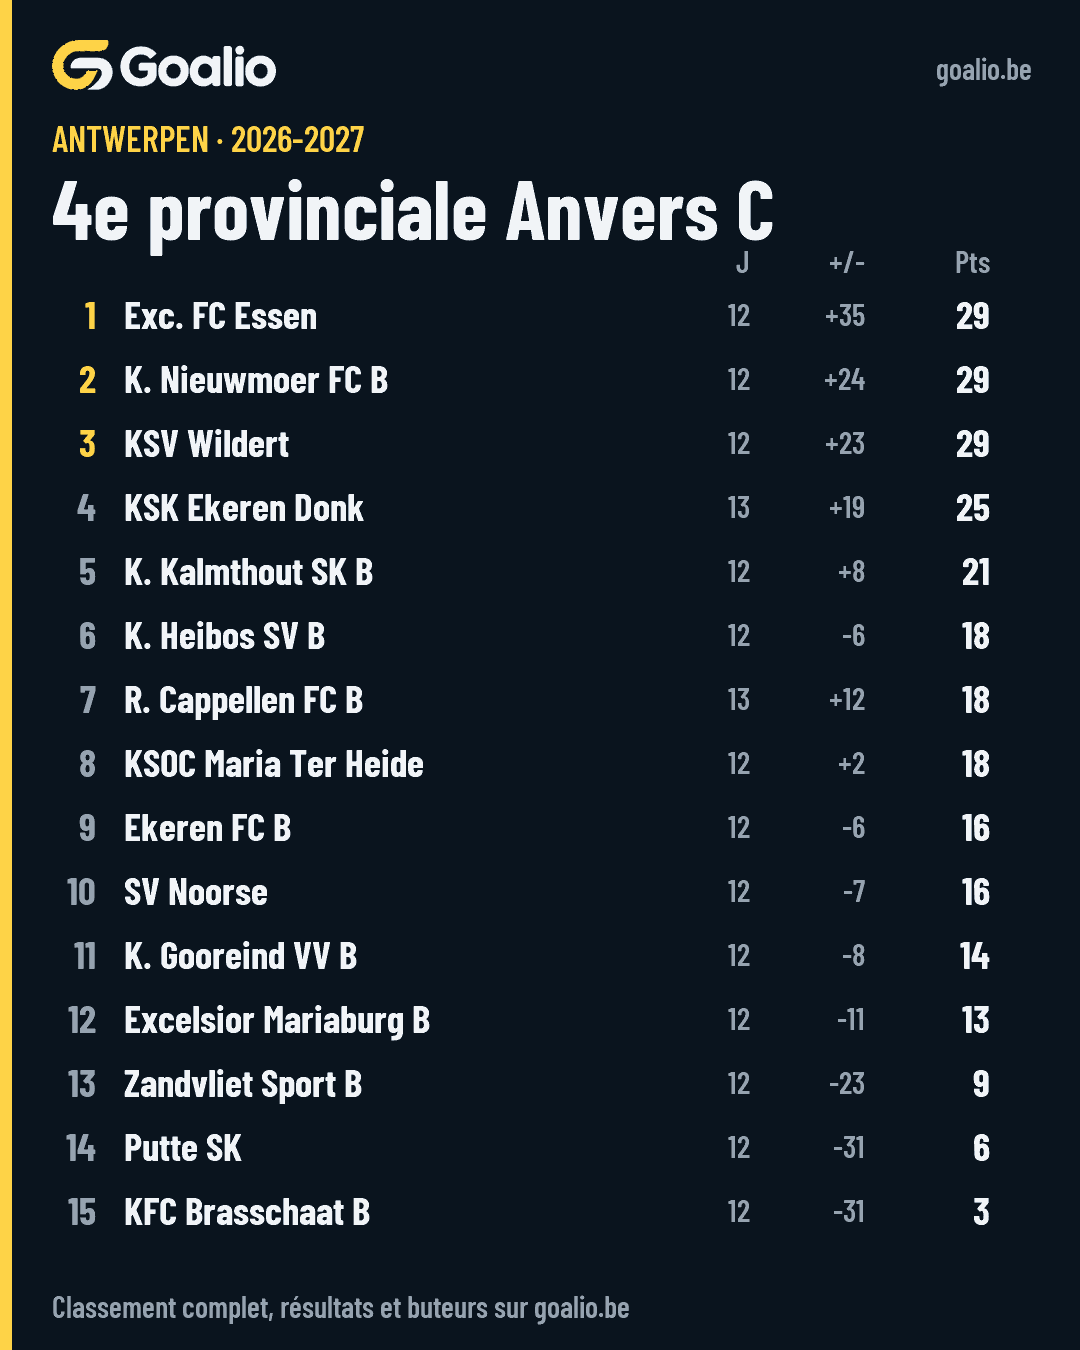 Goalio
goalio.be
ANTWERPEN · 2026-2027
4e provinciale Anvers C
J +/- Pts
1 Exc. FC Essen 12 +35 29
2 K. Nieuwmoer FC B 12 +24 29
3 KSV Wildert 12 +23 29
4 KSK Ekeren Donk 13 +19 25
5 K. Kalmthout SK B 12 +8 21
6 K. Heibos SV B 12 -6 18
7 R. Cappellen FC B 13 +12 18
8 KSOC Maria Ter Heide 12 +2 18
9 Ekeren FC B 12 -6 16
10 SV Noorse 12 -7 16
11 K. Gooreind VV B 12 -8 14
12 Excelsior Mariaburg B 12 -11 13
13 Zandvliet Sport B 12 -23 9
14 Putte SK 12 -31 6
15 KFC Brasschaat B 12 -31 3
Classement complet, résultats et buteurs sur goalio.be